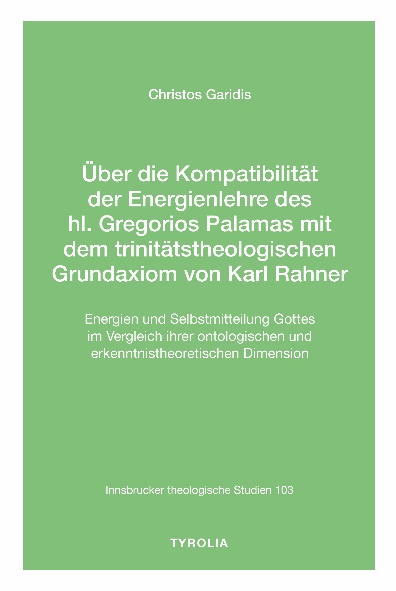 Christos Garidis
Über die Kompatibilität
der Energienlehre des
hl. Gregorios Palamas mit
dem trinitätstheologischen
Grundaxiom von Karl Rahner
Energien und Selbstmitteilung Gottes
im Vergleich ihrer ontologischen und
erkenntnistheoretischen Dimension
Innsbrucker theologische Studien 103
TYROLIA